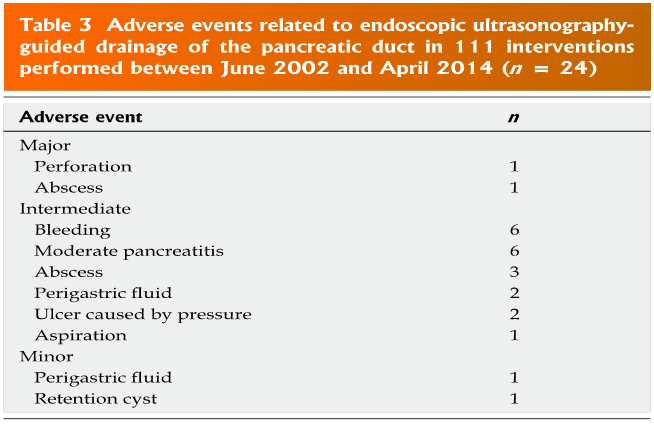 Table 3 Adverse events related to endoscopic ultrasonography-
guided drainage of the pancreatic duct in 111 interventions
performed between June 2002 and April 2014 (n = 24)
Adverse event n
Major
Perforation 1
Abscess 1
Intermediate
Bleeding 6
Moderate pancreatitis 6
Abscess 3
Perigastric fluid 2
Ulcer caused by pressure 2
Aspiration 1
Minor
Perigastric fluid 1
Retention cyst 1